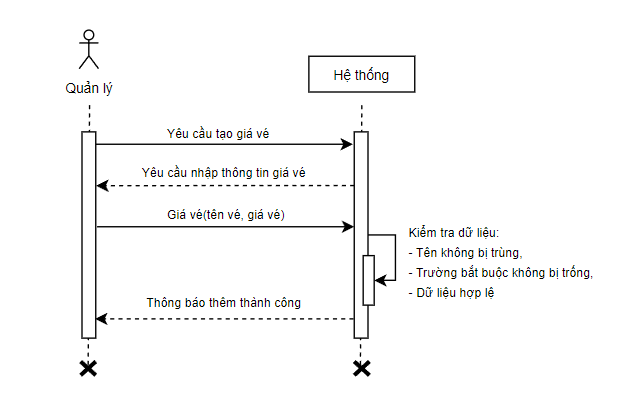 Quản lý
Hệ thống
Yêu cầu tạo giá vé
Yêu cầu nhập thông tin giá vé
Giá vé(tên vé, giá vé)
Kiểm tra dữ liệu:
- Tên không bị trùng,
- Trường bắt buộc không bị trống,
- Dữ liệu hợp lệ
Thông báo thêm thành công